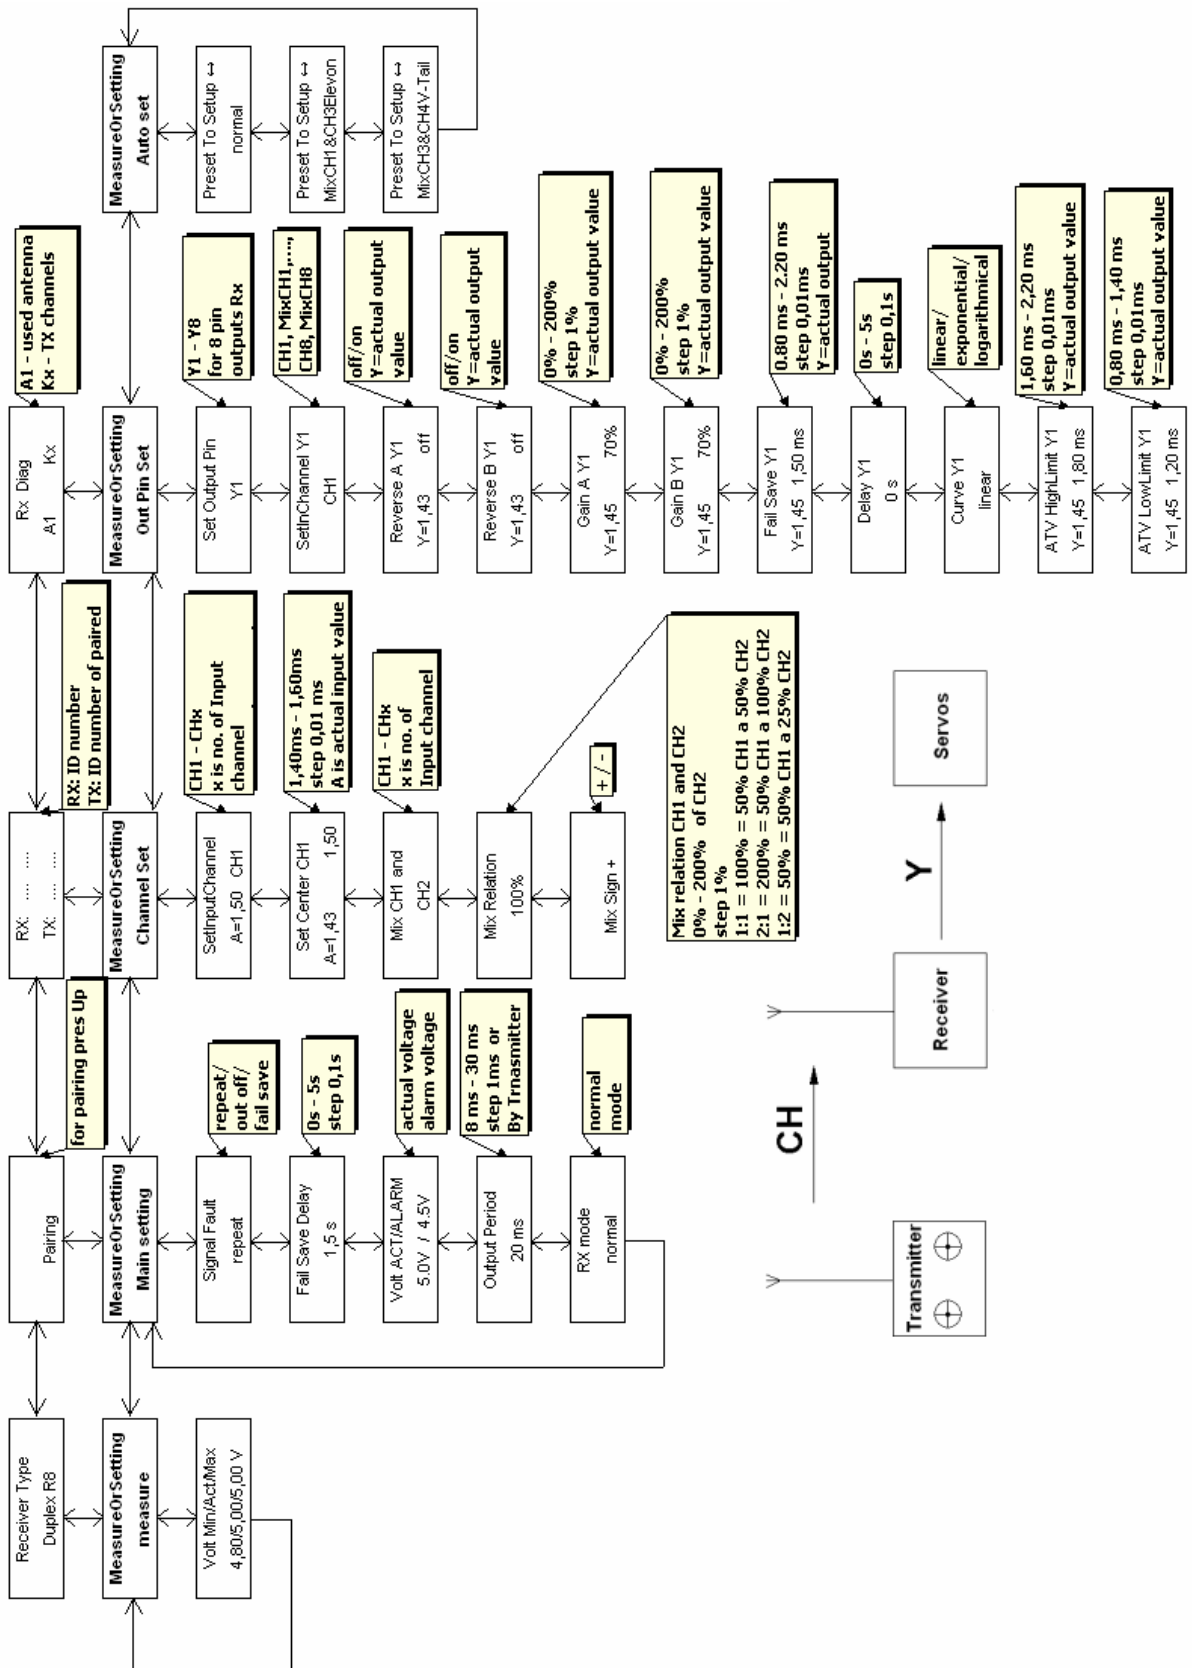 Receiver Type
Duplex R8
MeasureOrSetting
measure
Volt Min/Act/Max
4,80/5,00/5,00 V
Pairing
for pairing pres Up
MeasureOrSetting
Main setting
Signal Fault
repeat
repeat/
out off/
fail save
Fail Save Delay
1,5 s
0s - 5s
step 0,1s
Volt ACT/ALARM
5.0V / 4.5V
actual voltage
alarm voltage
Output Period
20 ms
8 ms - 30 ms
step 1ms or
By Trnasmitter
RX mode
normal
normal
mode
RX: ..... .....
TX: ..... .....
RX: ID number
TX: ID number of paired
MeasureOrSetting
Channel Set
SetInputChannel
A=1,50 CH1
CH1 - CHx
x is no. of Input
channel
Set Center CH1
A=1,43 1,50
1,40ms - 1,60ms
step 0,01 ms
A is actual input value
Mix CH1 and
CH2
CH1 - CHx
x is no. of
Input channel
Mix Relation
100%
Mix relation CH1 and CH2
0% - 200% of CH2
step 1%
1:1 = 100% = 50% CH1 a 50% CH2
2:1 = 200% = 50% CH1 a 100% CH2
1:2 = 50% = 50% CH1 a 25% CH2
Mix Sign +
+ / -
Rx Diag
A1 Kx
A1 - used antenna
Kx - TX channels
MeasureOrSetting
Out Pin Set
Set Output Pin
Y1
Y1 - Y8
for 8 pin
outputs Rx
SetInChannel Y1
CH1
CH1, MixCH1,...,
CH8, MixCH8
Reverse A Y1
Y=1,43 off
off/on
Y=actual output
value
Reverse B Y1
Y=1,43 off
off/on
Y=actual output
value
Gain A Y1
Y=1,45 70%
0% - 200%
step 1%
Y=actual output value
Gain B Y1
Y=1,45 70%
0% - 200%
step 1%
Y=actual output value
Fail Save Y1
Y=1,45 1,50 ms
0.80 ms - 2.20 ms
step 0,01ms
Y=actual output
Delay Y1
0 s
0s - 5s
step 0,1s
Curve Y1
linear
linear/
exponential/
logarithmical
ATV HighLimit Y1
Y=1,45 1,80 ms
1,60 ms - 2,20 ms
step 0,01ms
Y=actual output value
ATV LowLimit Y1
Y=1,45 1,20 ms
0,80 ms - 1,40 ms
step 0,01ms
Y=actual output value
MeasureOrSetting
Auto set
Preset To Setup ↔
normal
Preset To Setup ↔
MixCH1&CH3Elevon
Preset To Setup ↔
MixCH3&CH4V-Tail
Transmitter
CH
Receiver
Y
Servos